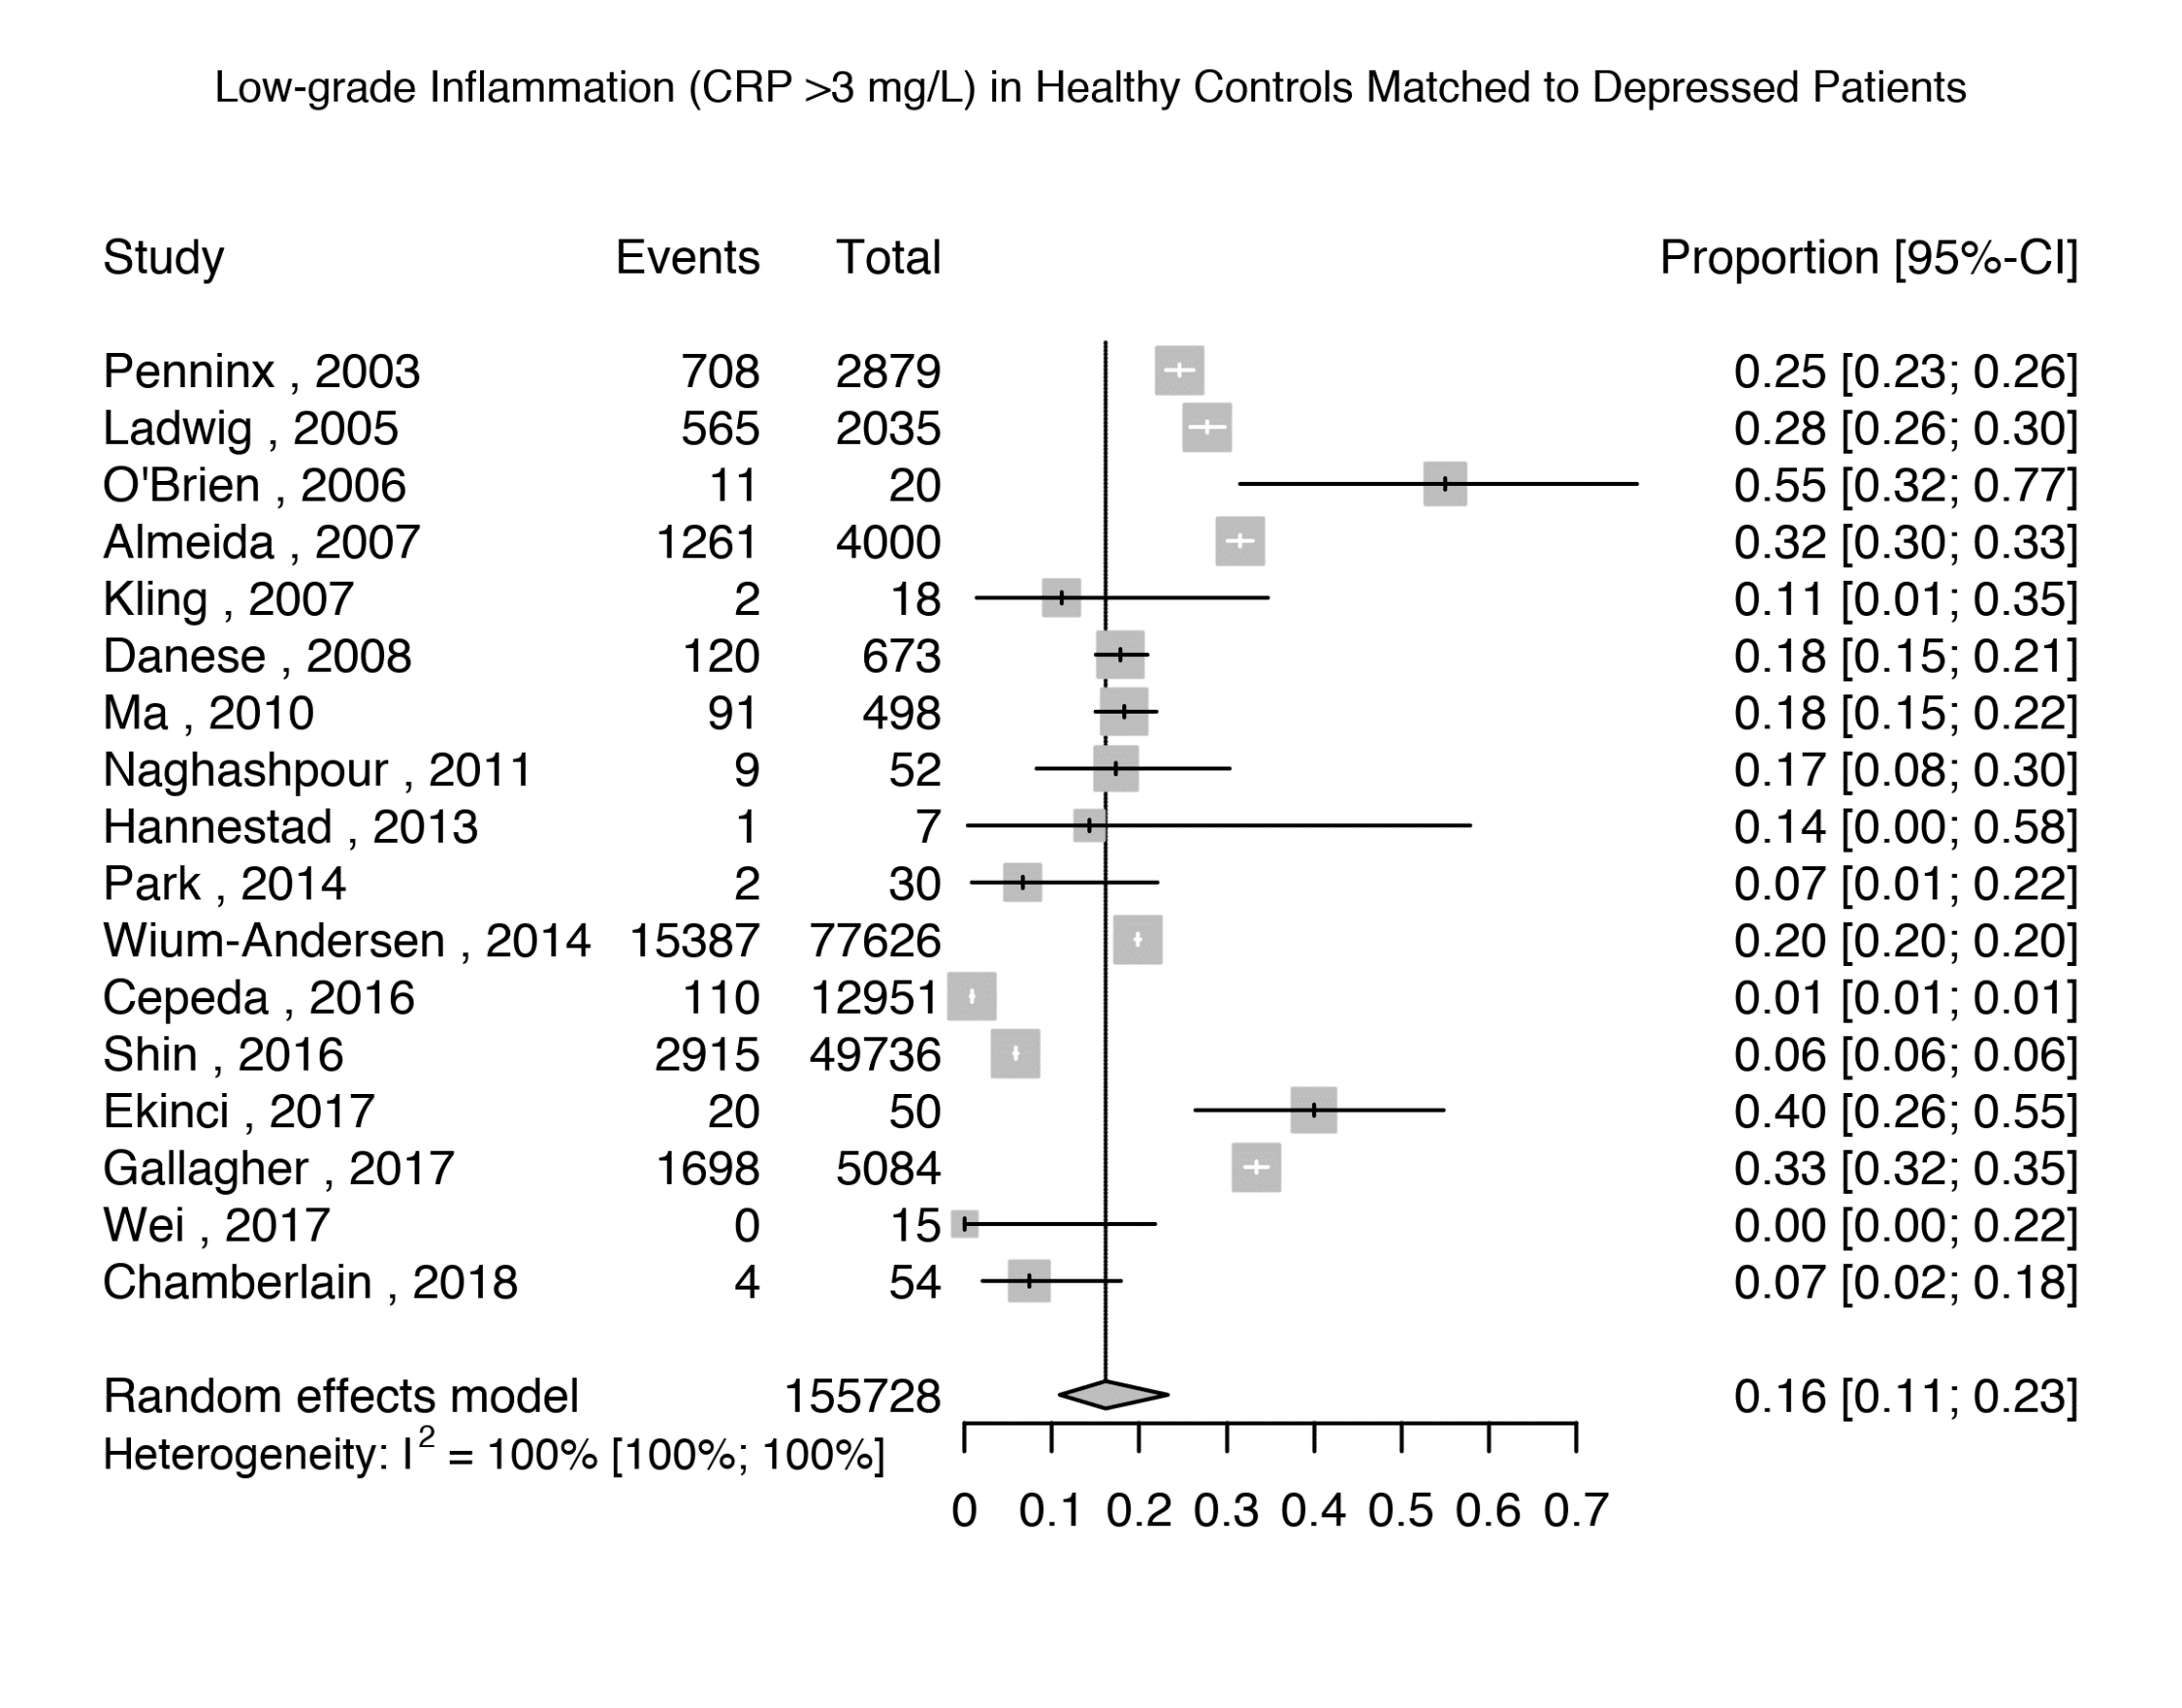 Low-grade Inflammation (CRP >3 mg/L) in Healthy Controls Matched to Depressed Patients
Study Events Total Proportion [95%-CI]
Penninx , 2003 708 2879 0.25 [0.23; 0.26]
Ladwig , 2005 565 2035 0.28 [0.26; 0.30]
O'Brien , 2006 11 20 0.55 [0.32; 0.77]
Almeida , 2007 1261 4000 0.32 [0.30; 0.33]
Kling , 2007 2 18 0.11 [0.01; 0.35]
Danese , 2008 120 673 0.18 [0.15; 0.21]
Ma , 2010 91 498 0.18 [0.15; 0.22]
Naghashpour , 2011 9 52 0.17 [0.08; 0.30]
Hannestad , 2013 1 7 0.14 [0.00; 0.58]
Park , 2014 2 30 0.07 [0.01; 0.22]
Wium-Andersen , 2014 15387 77626 0.20 [0.20; 0.20]
Cepeda , 2016 110 12951 0.01 [0.01; 0.01]
Shin , 2016 2915 49736 0.06 [0.06; 0.06]
Ekinci , 2017 20 50 0.40 [0.26; 0.55]
Gallagher , 2017 1698 5084 0.33 [0.32; 0.35]
Wei , 2017 0 15 0.00 [0.00; 0.22]
Chamberlain , 2018 4 54 0.07 [0.02; 0.18]
Random effects model 155728 0.16 [0.11; 0.23]
Heterogeneity: I² = 100% [100%; 100%]
0 0.1 0.2 0.3 0.4 0.5 0.6 0.7